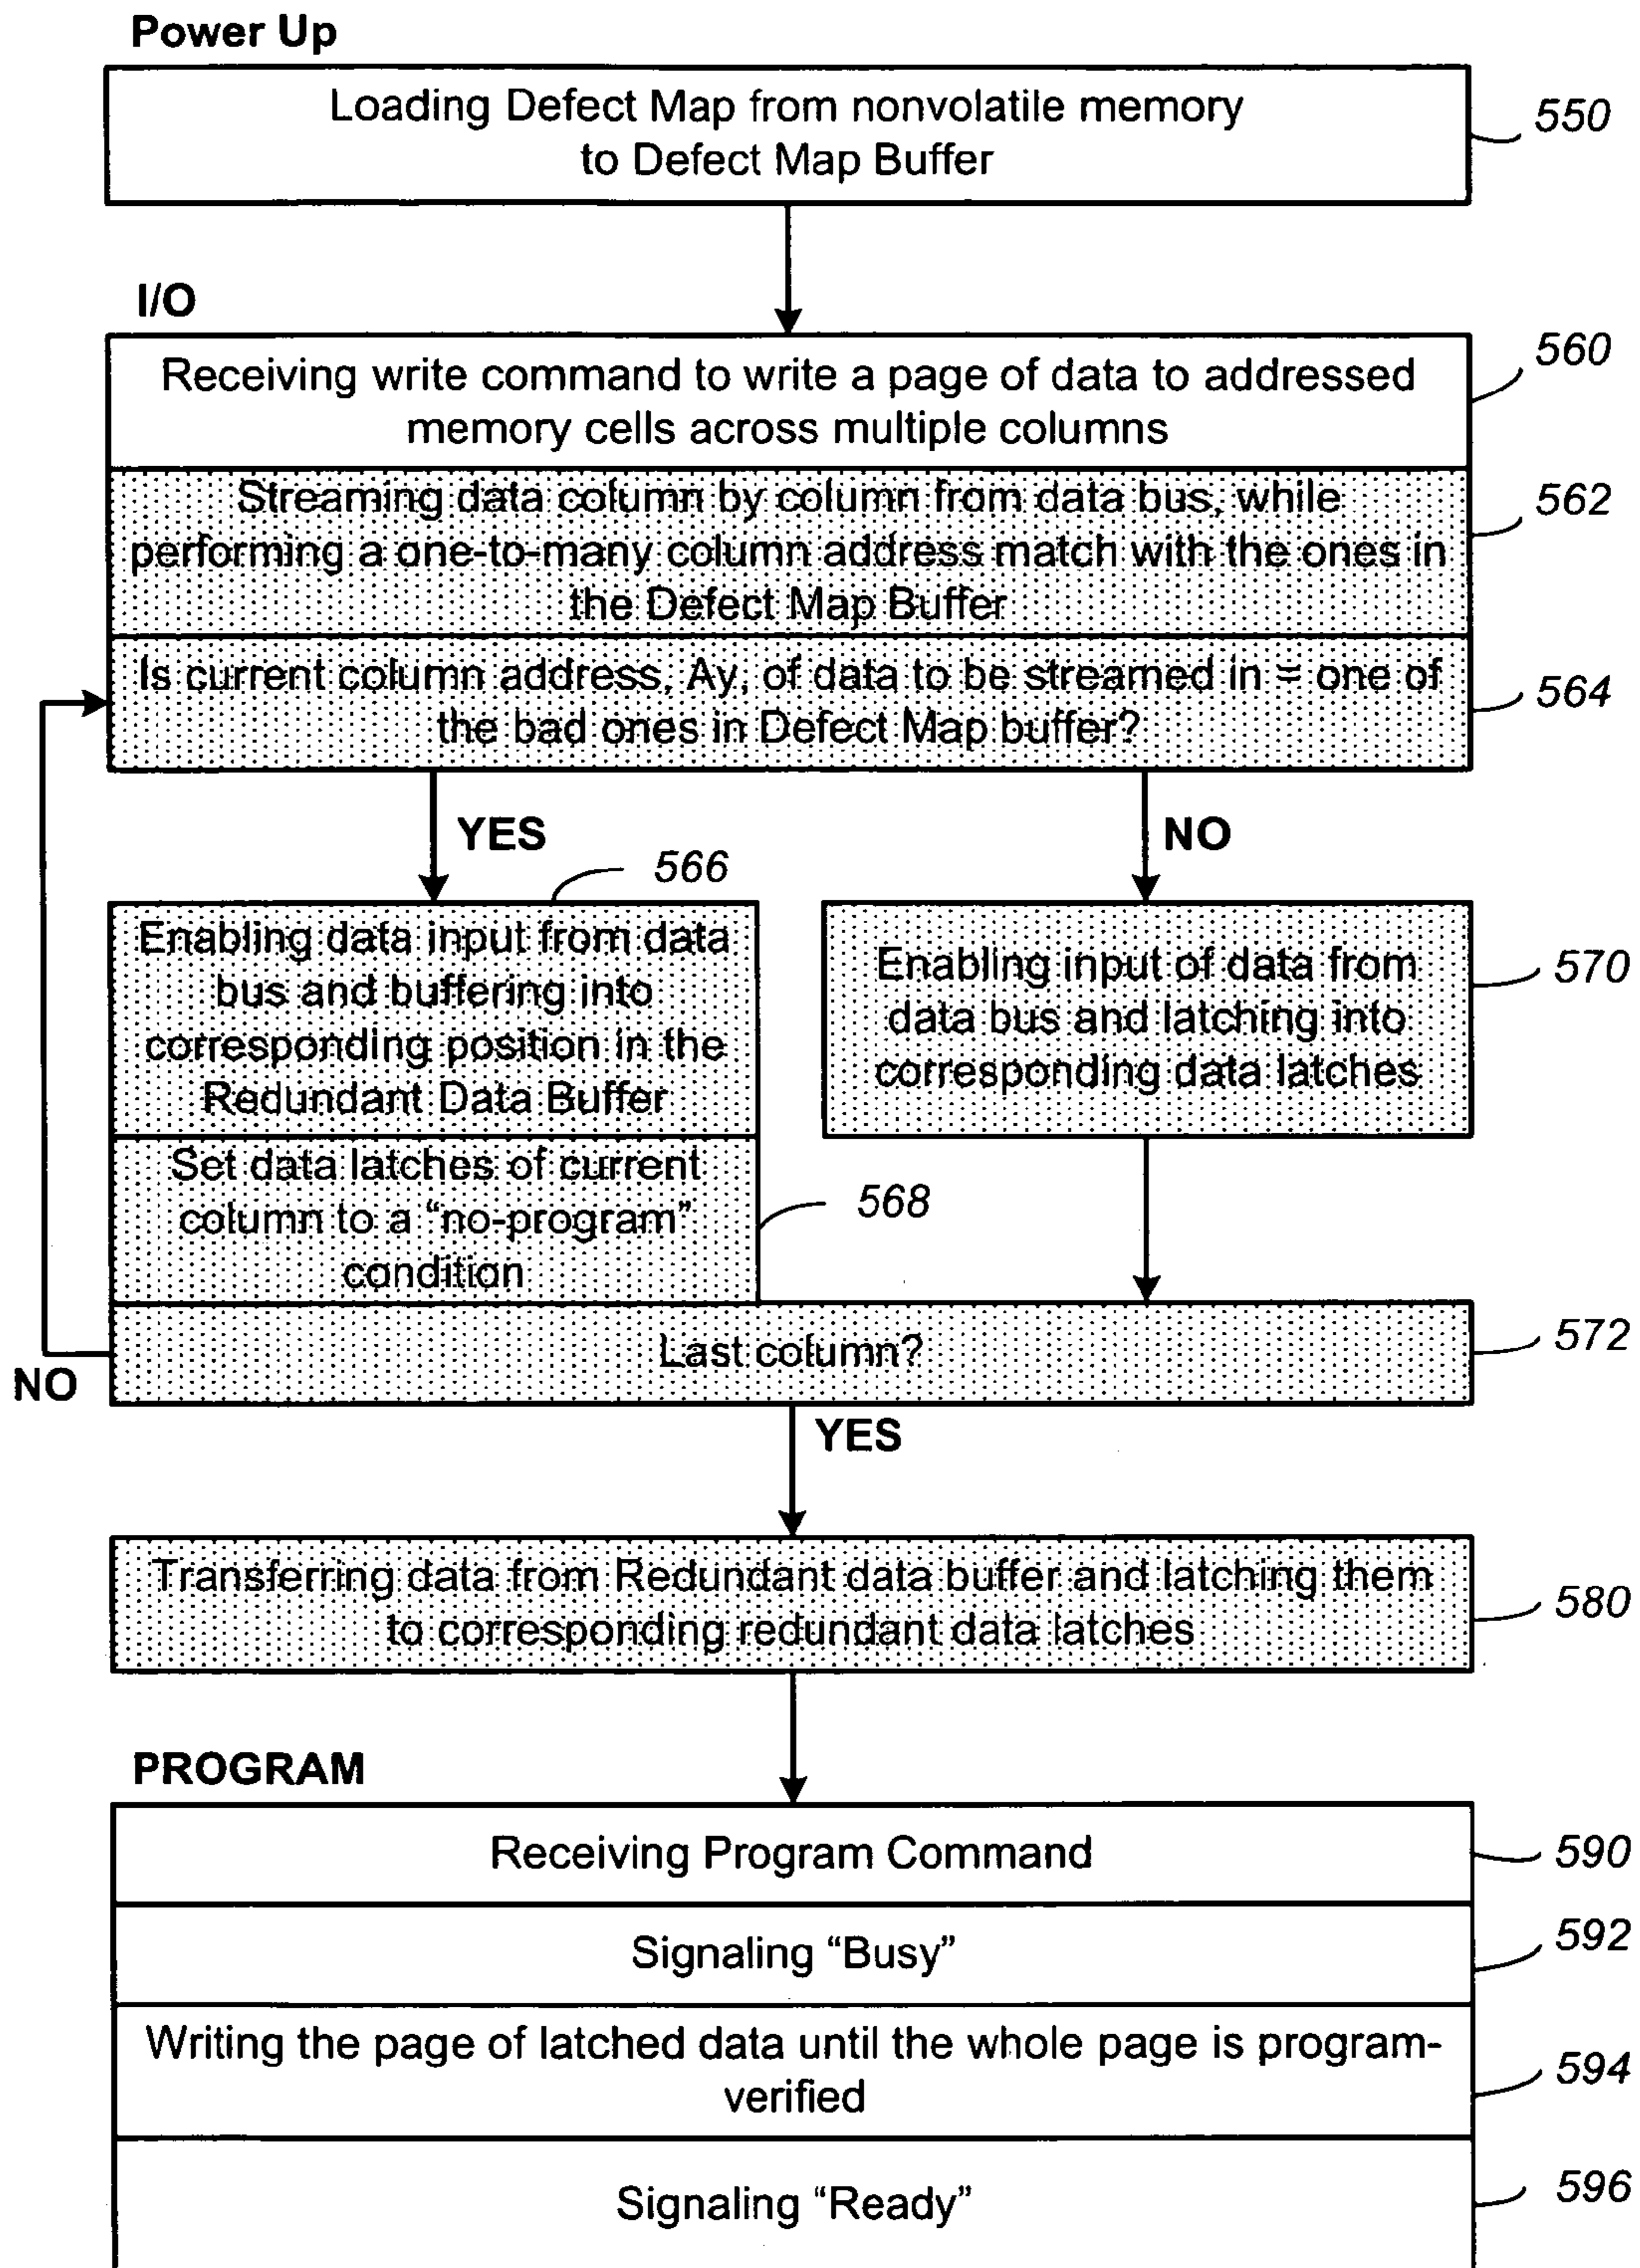 Power Up
Loading Defect Map from nonvolatile memory
to Defect Map Buffer
550
I/O
Receiving write command to write a page of data to addressed
memory cells across multiple columns
560
Streaming data column by column from data bus, while
performing a one-to-many column address match with the ones in
the Defect Map Buffer
562
Is current column address, Ay, of data to be streamed in = one of
the bad ones in Defect Map buffer?
564
YES
NO
566
Enabling data input from data
bus and buffering into
corresponding position in the
Redundant Data Buffer
Enabling input of data from
data bus and latching into
corresponding data latches
570
Set data latches of current
column to a “no-program”
condition
568
Last column?
572
NO
YES
Transferring data from Redundant data buffer and latching them
to corresponding redundant data latches
580
PROGRAM
Receiving Program Command
590
Signaling “Busy”
592
Writing the page of latched data until the whole page is program-
verified
594
Signaling “Ready”
596